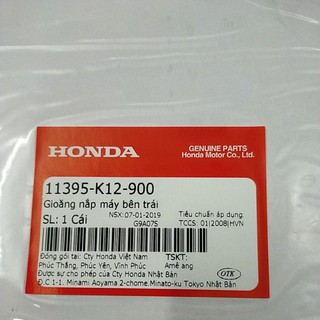 HONDA
GENUINE PARTS
Honda Motor Co., Ltd.
11395-K12-900
Gioăng nắp máy bên trái
SL: 1 Cái
NSX: 07-01-2019
G9A07S
Tiêu chuẩn áp dụng:
TCCS: 01|2008|HVN
Đóng gói tại: Cty Honda Việt Nam
TSKT:
Phúc Thắng, Phúc Yên, Vĩnh Phúc
Amê ang
Được sự cho phép của Cty Honda Nhật Bản
OTK
Đ.C 1-1. Minami Aoyama 2-chome.Minato-ku Tokyo Nhật Bản